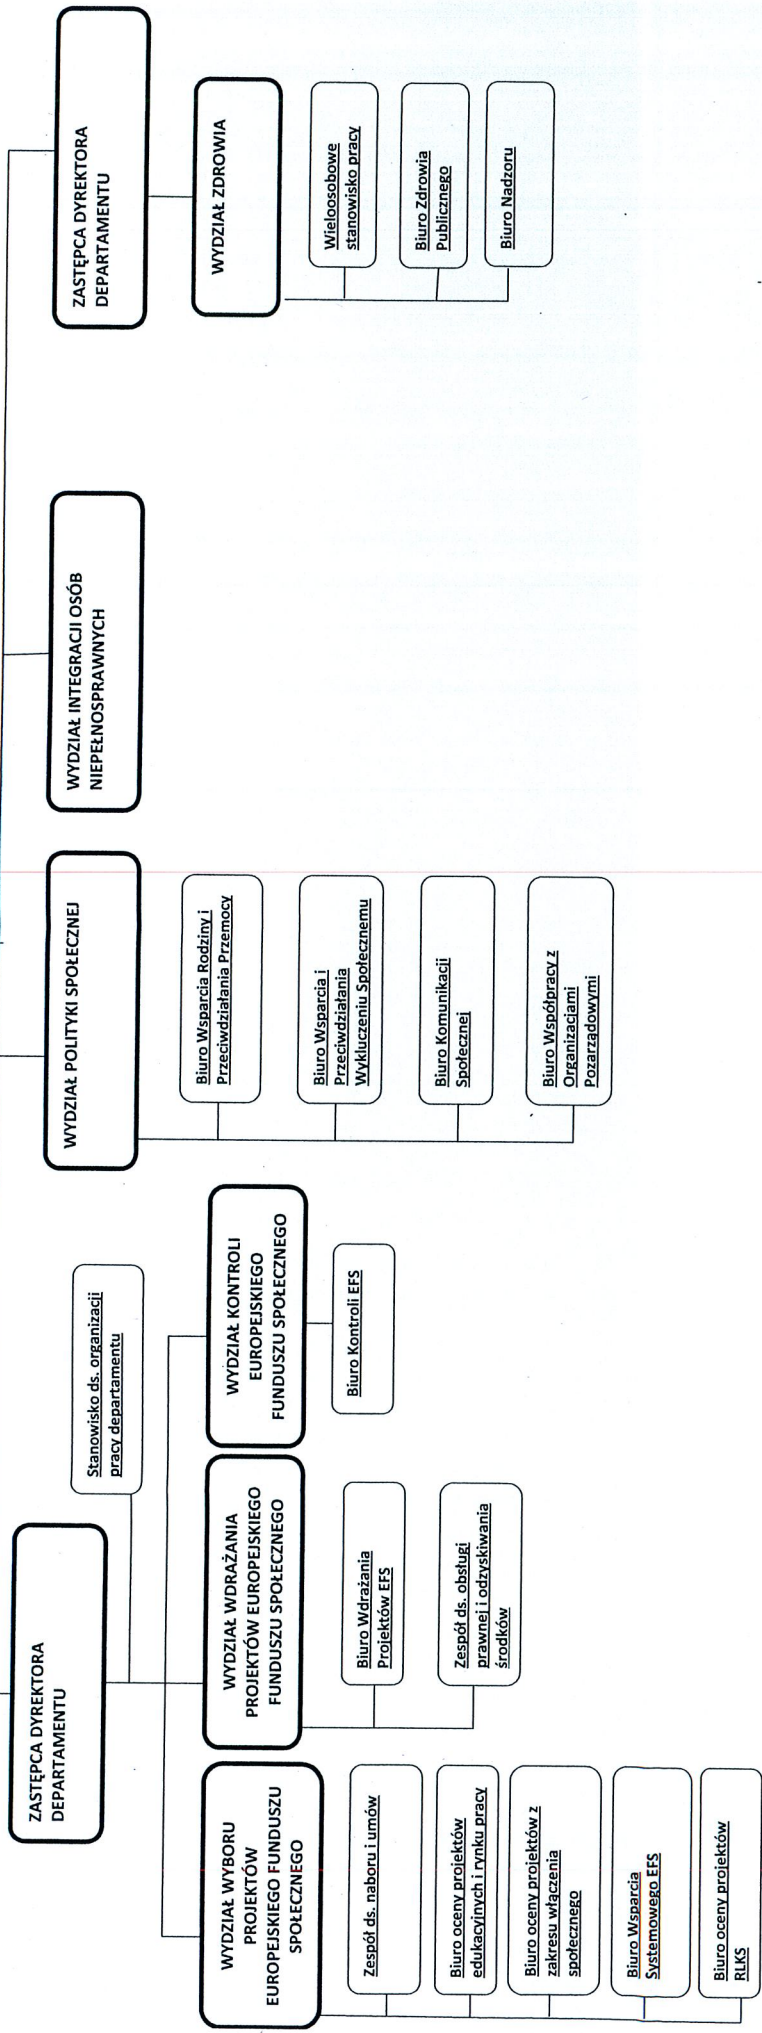 ZASTĘPCA DYREKTORA
DEPARTAMENTU
Stanowisko ds. organizacji
pracy departamentu
WYDZIAŁ WYBORU
PROJEKTÓW
EUROPEJSKIEGO FUNDUSZU
SPOŁECZNEGO
Zespół ds. naboru i umów
Biuro oceny projektów
edukacyjnych i rynku pracy
Biuro oceny projektów z
zakresu włączenia
społecznego
Biuro Wsparcia
Systemowego EFS
Biuro oceny projektów
RLKS
WYDZIAŁ WDRAŻANIA
PROJEKTÓW EUROPEJSKIEGO
FUNDUSZU SPOŁECZNEGO
Biuro Wdrażania
Projektów EFS
Zespół ds. obsługi
prawnej i odzyskiwania
środków
WYDZIAŁ KONTROLI
EUROPEJSKIEGO
FUNDUSZU SPOŁECZNEGO
Biuro Kontroli EFS
WYDZIAŁ POLITYKI SPOŁECZNEJ
Biuro Wsparcia Rodziny i
Przeciwdziałania Przemocy
Biuro Wsparcia i
Przeciwdziałania
Wykluczeniu Społecznemu
Biuro Komunikacji
Społecznej
Biuro Współpracy z
Organizacjami
Pozarządowymi
WYDZIAŁ INTEGRACJI OSÓB
NIEPEŁNOSPRAWNYCH
ZASTĘPCA DYREKTORA
DEPARTAMENTU
WYDZIAŁ ZDROWIA
Wieloosobowe
stanowisko pracy
Biuro Zdrowia
Publicznego
Biuro Nadzoru